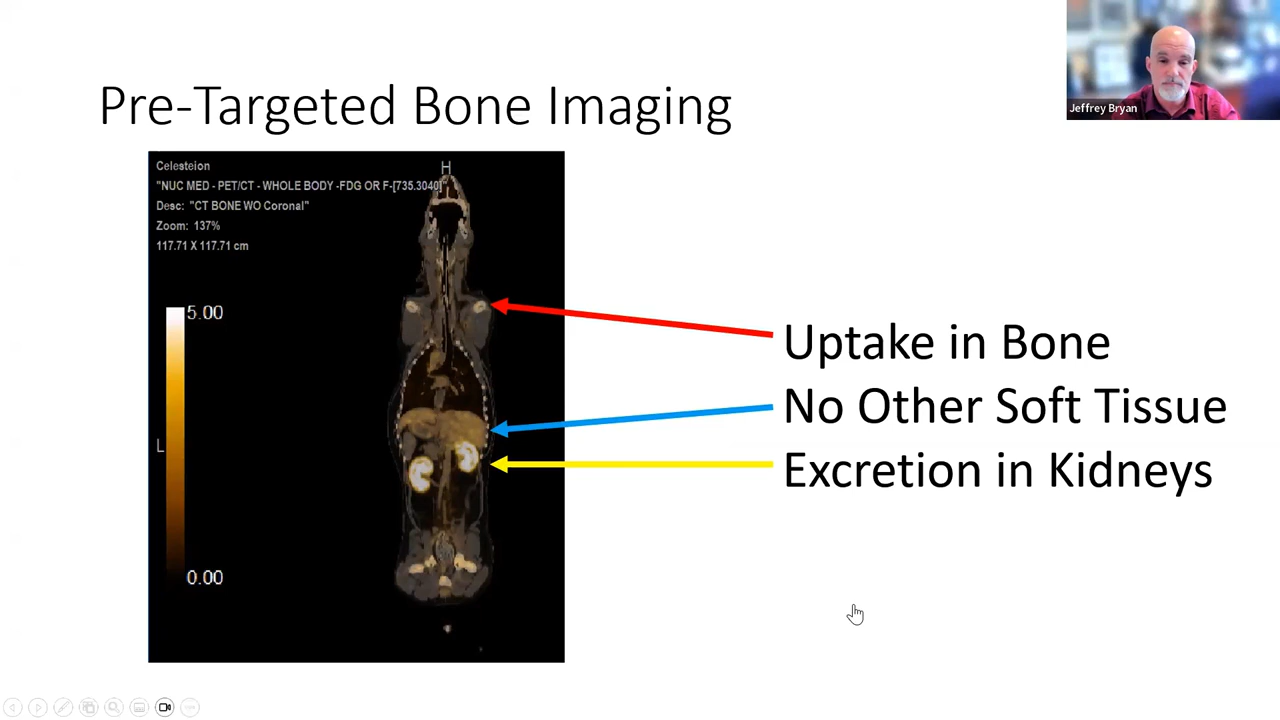 Pre-Targeted Bone Imaging
Jeffrey Bryan
Celesteion
H
"NUC MED - PET/CT - WHOLE BODY -FDG OR F-[735.3040]"
Desc: "CT BONE WO Coronal"
Zoom: 137%
117.71 X 117.71 cm
5.00
L
0.00
Uptake in Bone
No Other Soft Tissue
Excretion in Kidneys